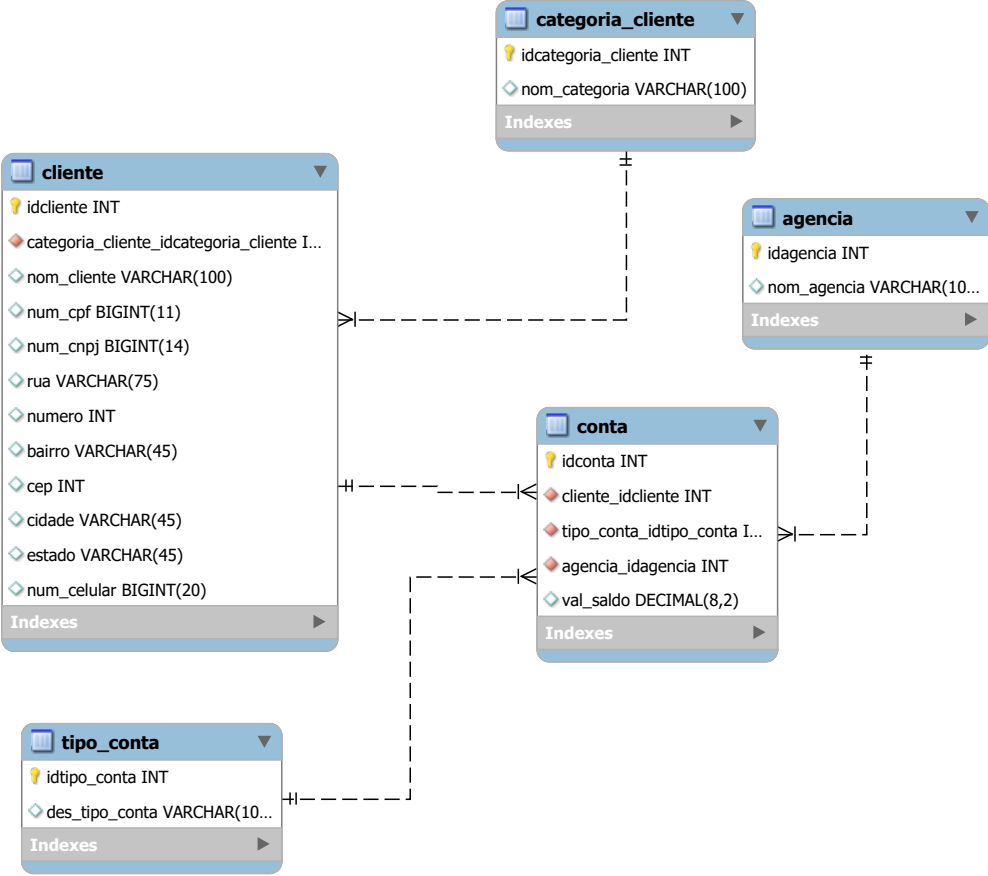 categoria_cliente
idcategoria_cliente INT
nom_categoria VARCHAR(100)
Indexes
cliente
idcliente INT
categoria_cliente_idcategoria_cliente I...
nom_cliente VARCHAR(100)
num_cpf BIGINT(11)
num_cnpj BIGINT(14)
rua VARCHAR(75)
numero INT
bairro VARCHAR(45)
cep INT
cidade VARCHAR(45)
estado VARCHAR(45)
num_celular BIGINT(20)
Indexes
agencia
idagencia INT
nom_agencia VARCHAR(10...
Indexes
conta
idconta INT
cliente_idcliente INT
tipo_conta_idtipo_conta I...
agencia_idagencia INT
val_saldo DECIMAL(8,2)
Indexes
tipo_conta
idtipo_conta INT
des_tipo_conta VARCHAR(10...
Indexes